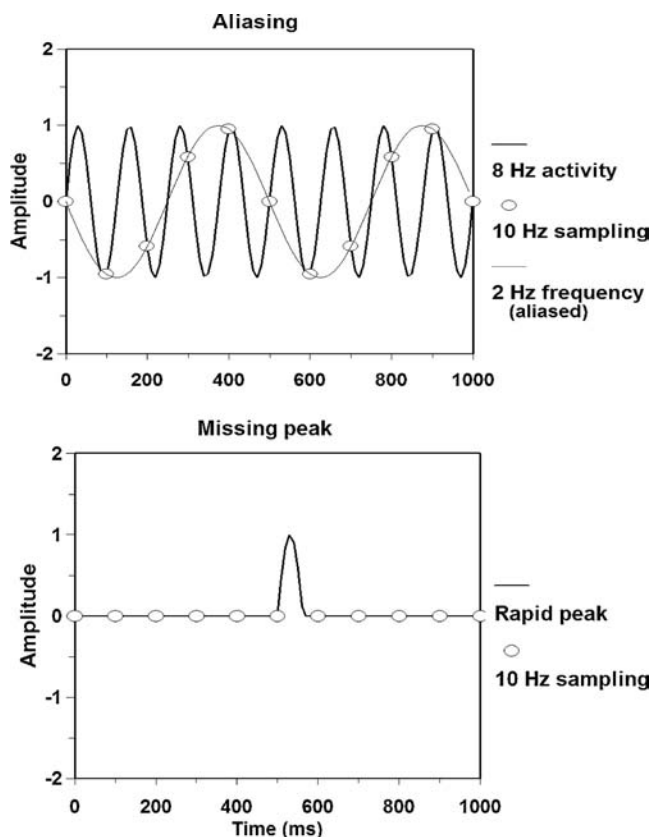 Aliasing
2
1
0
-1
-2
Amplitude
0 200 400 600 800 1000
8 Hz activity
10 Hz sampling
2 Hz frequency
(aliased)
Missing peak
2
1
0
-1
-2
Amplitude
0 200 400 600 800 1000
Time (ms)
Rapid peak
10 Hz sampling